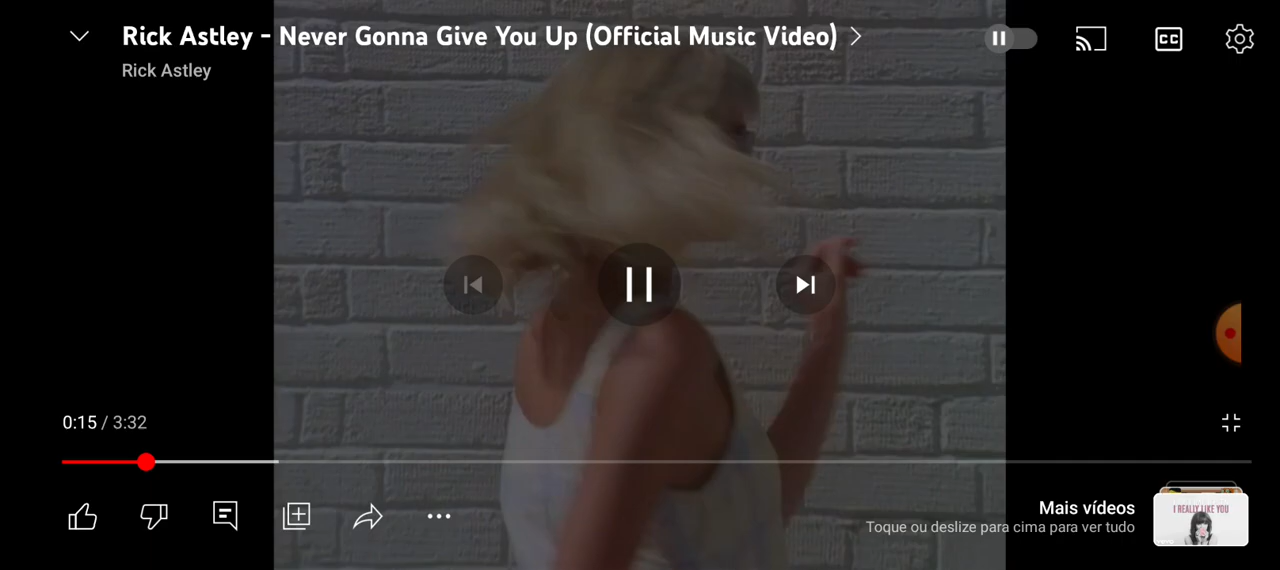 Rick Astley - Never Gonna Give You Up (Official Music Video)
Rick Astley
CC
0:15 / 3:32
Mais vídeos
Toque ou deslize para cima para ver tudo
I REALLY LIKE YOU